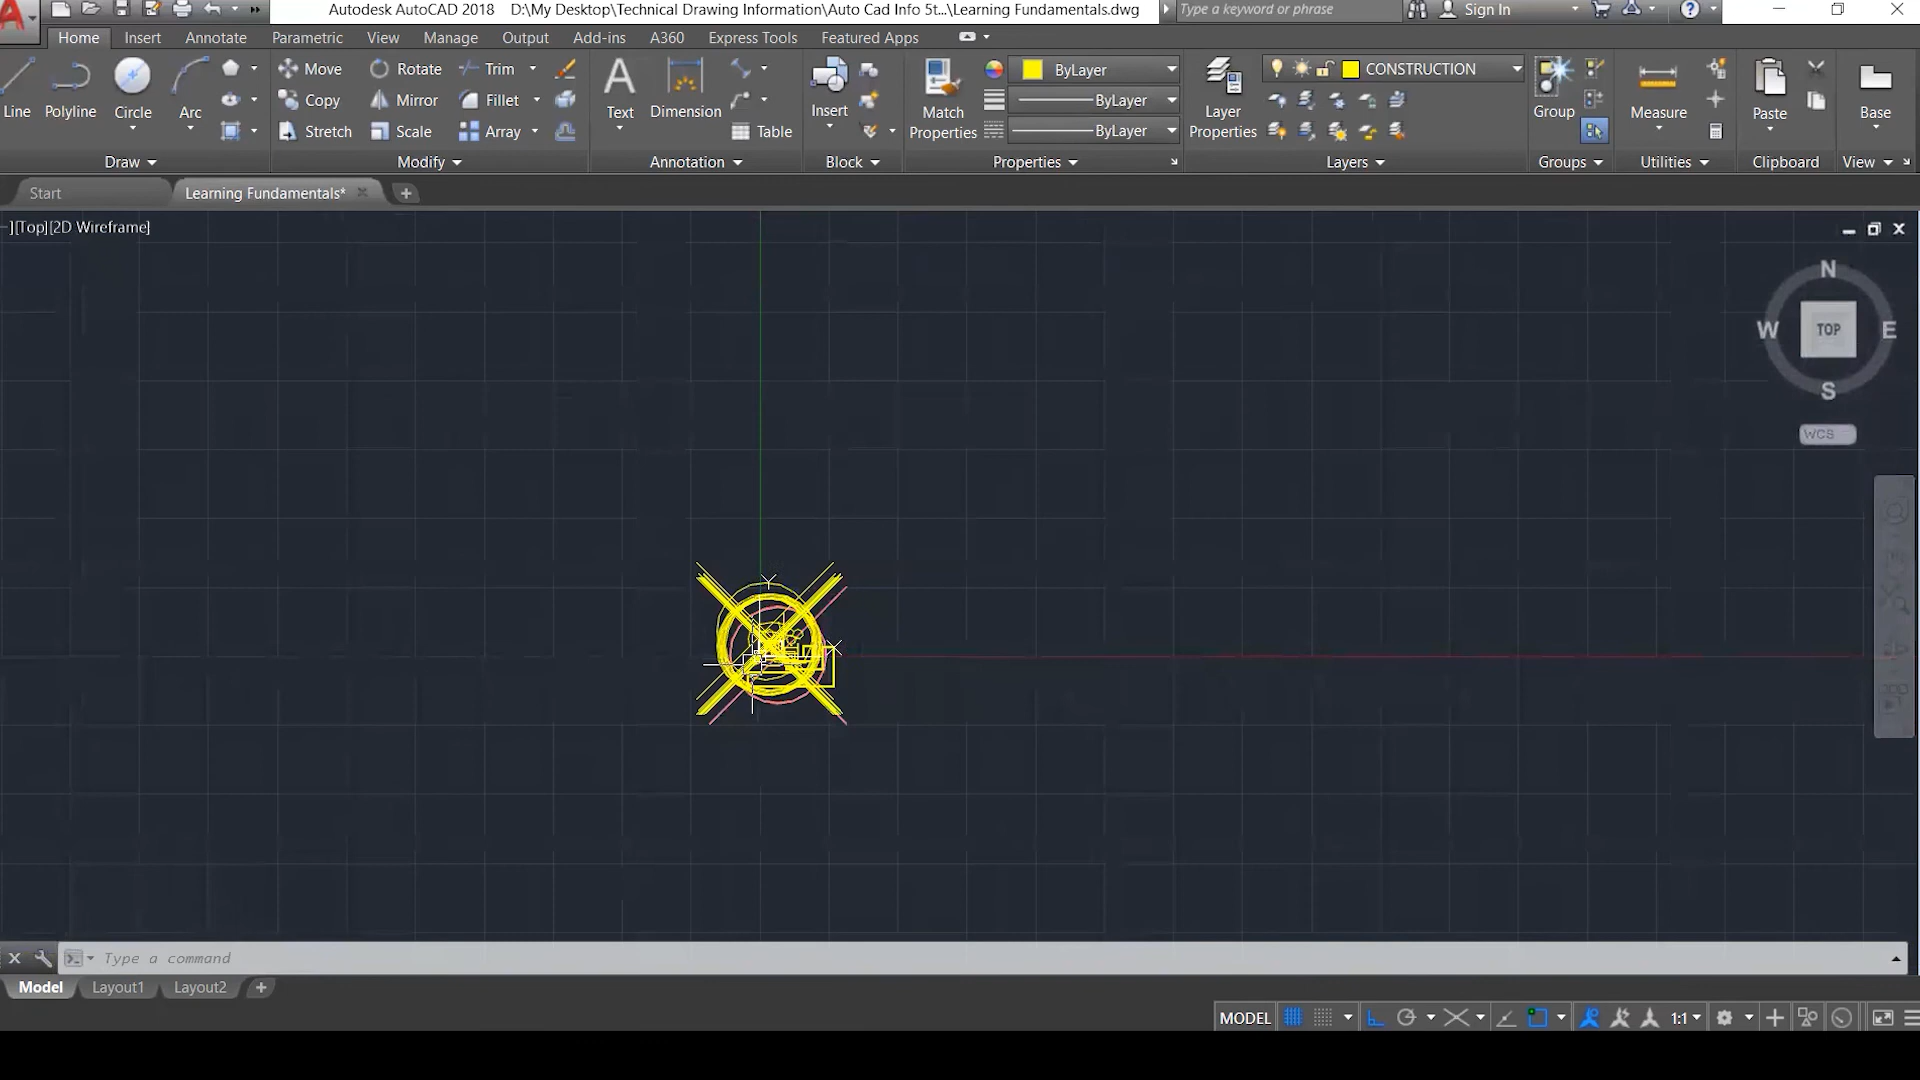 Autodesk AutoCAD 2018 D:\My Desktop\Technical Drawing Information\Auto Cad Info 5t...\Learning Fundamentals.dwg
Type a keyword or phrase
Sign In
Home Insert Annotate Parametric View Manage Output Add-ins A360 Express Tools Featured Apps
Line Polyline Circle Arc
Move Rotate Trim
Copy Mirror Fillet
Stretch Scale Array
Text Dimension Table
Insert
Match Properties
ByLayer
ByLayer
ByLayer
Layer Properties
CONSTRUCTION
Group
Measure
Paste
Base
Draw Modify Annotation Block Properties Layers Groups Utilities Clipboard View
Start Learning Fundamentals*
][Top][2D Wireframe]
N
W TOP E
S
WCS
Y
X
Type a command
Model Layout1 Layout2
MODEL 1:1